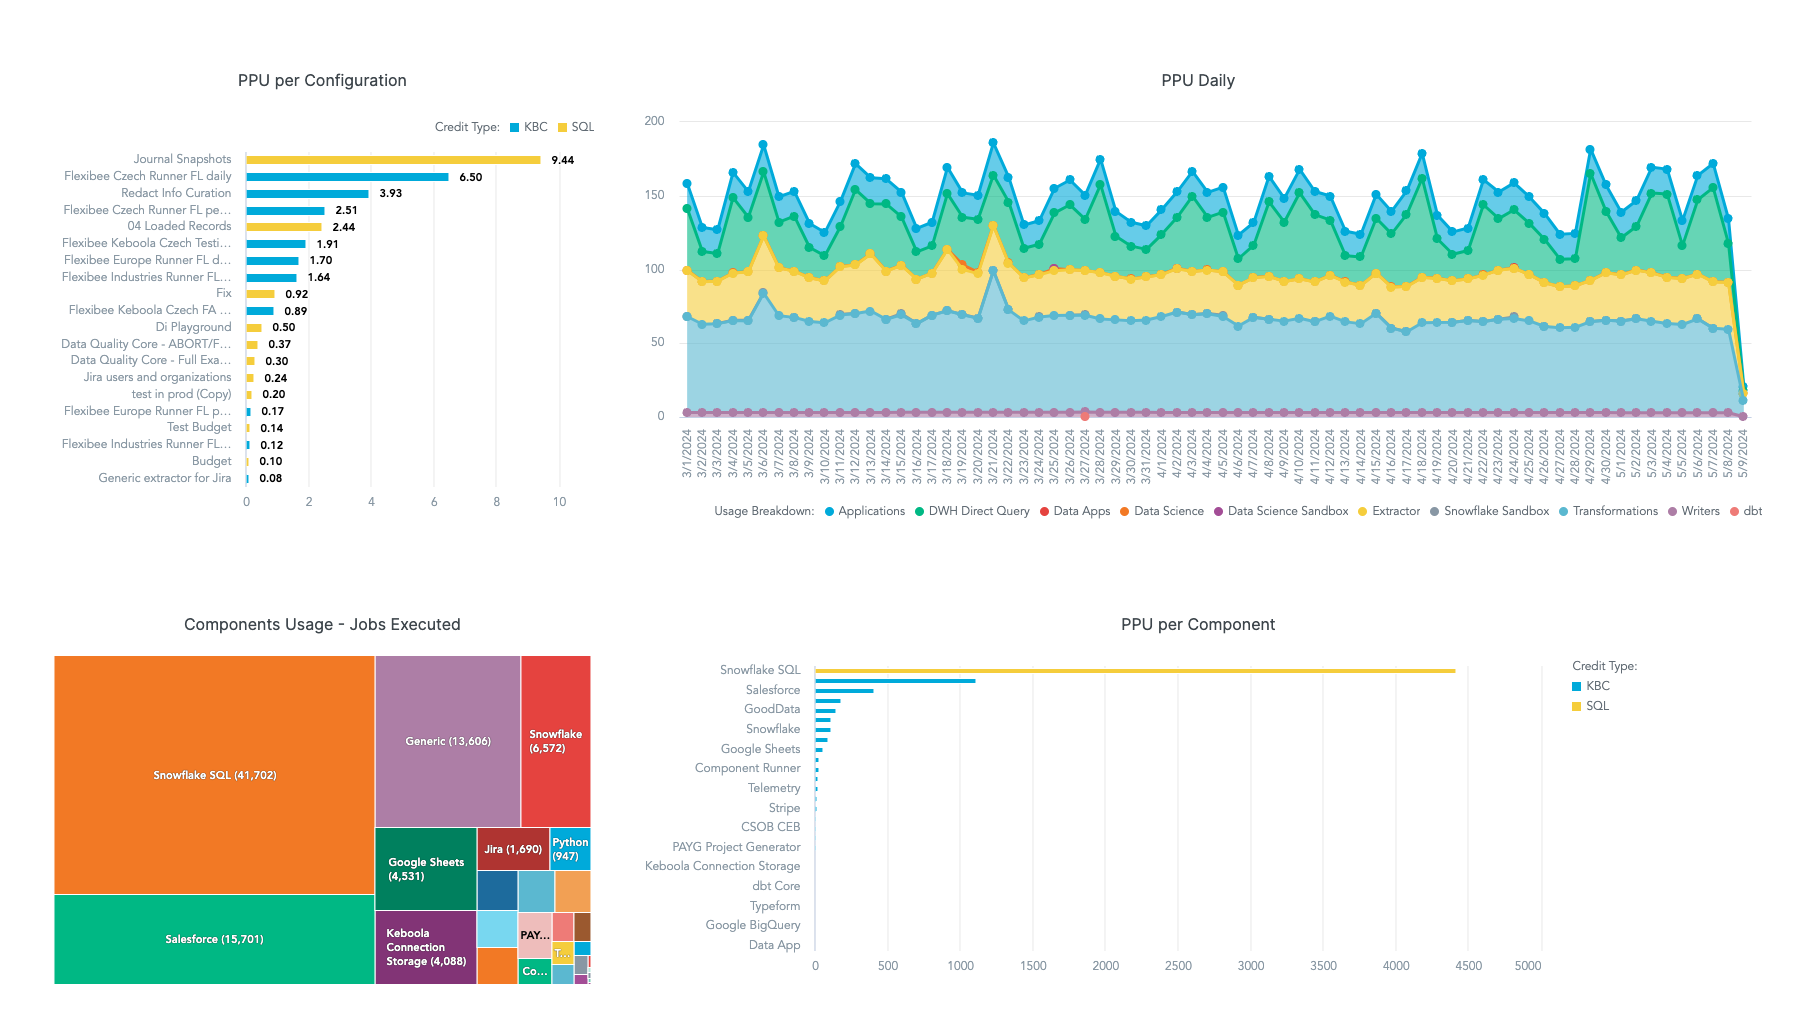 PPU per Configuration
Credit Type: KBC SQL
Journal Snapshots 9.44
Flexibee Czech Runner FL daily 6.50
Redact Info Curation 3.93
Flexibee Czech Runner FL pe... 2.51
04 Loaded Records 2.44
Flexibee Keboola Czech Testi... 1.91
Flexibee Europe Runner FL d... 1.70
Flexibee Industries Runner FL... 1.64
Fix 0.92
Flexibee Keboola Czech FA ... 0.89
Di Playground 0.50
Data Quality Core - ABORT/F... 0.37
Data Quality Core - Full Exa... 0.30
Jira users and organizations 0.24
test in prod (Copy) 0.20
Flexibee Europe Runner FL p... 0.17
Test Budget 0.14
Flexibee Industries Runner FL... 0.12
Budget 0.10
Generic extractor for Jira 0.08
0 2 4 6 8 10
PPU Daily
200
150
100
50
0
3/1/2024 3/2/2024 3/3/2024 3/4/2024 3/5/2024 3/6/2024 3/7/2024 3/8/2024 3/9/2024 3/10/2024 3/11/2024 3/12/2024 3/13/2024 3/14/2024 3/15/2024 3/16/2024 3/17/2024 3/18/2024 3/19/2024 3/20/2024 3/21/2024 3/22/2024 3/23/2024 3/24/2024 3/25/2024 3/26/2024 3/27/2024 3/28/2024 3/29/2024 3/30/2024 3/31/2024 4/1/2024 4/2/2024 4/3/2024 4/4/2024 4/5/2024 4/6/2024 4/7/2024 4/8/2024 4/9/2024 4/10/2024 4/11/2024 4/12/2024 4/13/2024 4/14/2024 4/15/2024 4/16/2024 4/17/2024 4/18/2024 4/19/2024 4/20/2024 4/21/2024 4/22/2024 4/23/2024 4/24/2024 4/25/2024 4/26/2024 4/27/2024 4/28/2024 4/29/2024 4/30/2024 5/1/2024 5/2/2024 5/3/2024 5/4/2024 5/5/2024 5/6/2024 5/7/2024 5/8/2024 5/9/2024
Usage Breakdown: Applications DWH Direct Query Data Apps Data Science Data Science Sandbox Extractor Snowflake Sandbox Transformations Writers dbt
Components Usage - Jobs Executed
Snowflake SQL (41,702)
Salesforce (15,701)
Generic (13,606)
Snowflake
(6,572)
Google Sheets
(4,531)
Keboola
Connection
Storage (4,088)
Jira (1,690)
Python
(947)
PAY...
T...
Co...
PPU per Component
Credit Type:
KBC
SQL
Snowflake SQL
Salesforce
GoodData
Snowflake
Google Sheets
Component Runner
Telemetry
Stripe
CSOB CEB
PAYG Project Generator
Keboola Connection Storage
dbt Core
Typeform
Google BigQuery
Data App
0 500 1000 1500 2000 2500 3000 3500 4000 4500 5000